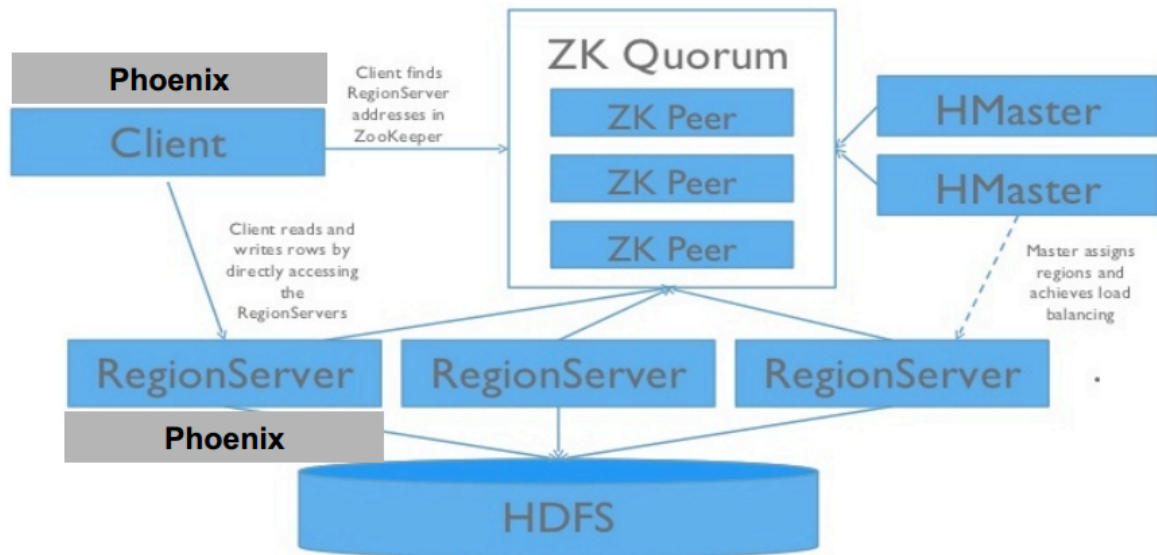 Phoenix
Client
Client finds
RegionServer
addresses in
ZooKeeper
ZK Quorum
ZK Peer
ZK Peer
ZK Peer
HMaster
HMaster
Client reads and
writes rows by
directly accessing
the
RegionServers
Master assigns
regions and
achieves load
balancing
RegionServer
RegionServer
RegionServer
.
Phoenix
HDFS